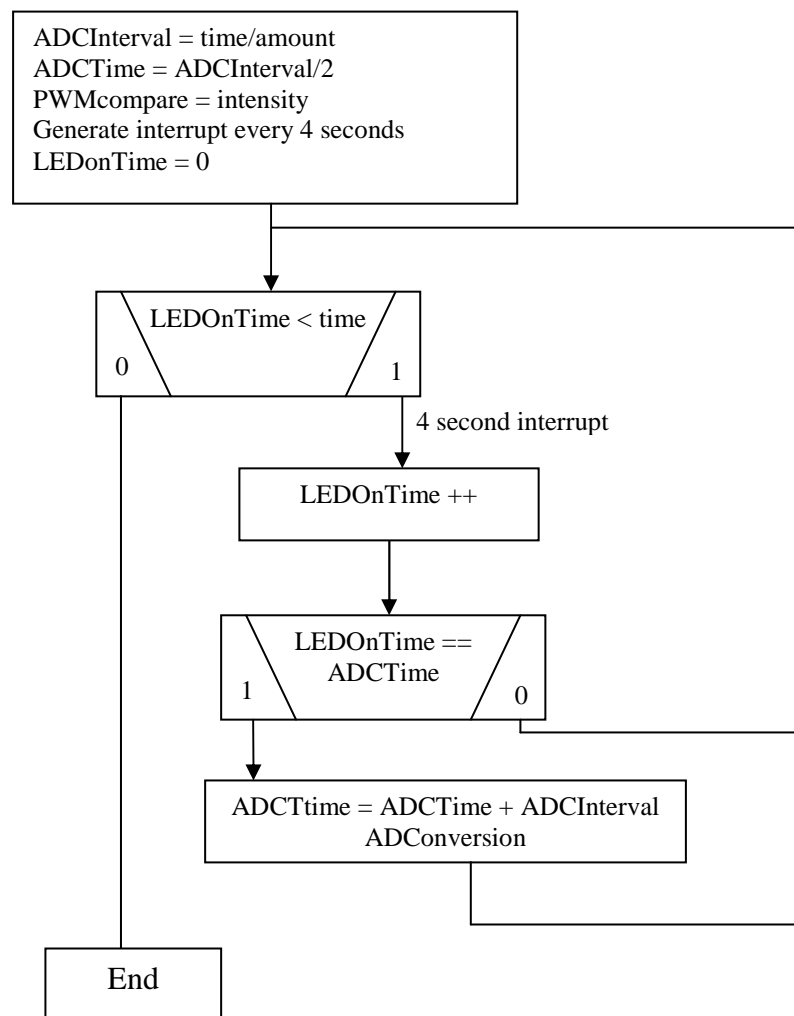 ADCInterval = time/amount
ADCTime = ADCInterval/2
PWMcompare = intensity
Generate interrupt every 4 seconds
LEDonTime = 0
LEDOnTime < time
0
1
4 second interrupt
LEDOnTime ++
LEDOnTime ==
ADCTime
1
0
ADCTtime = ADCTime + ADCInterval
ADConversion
End